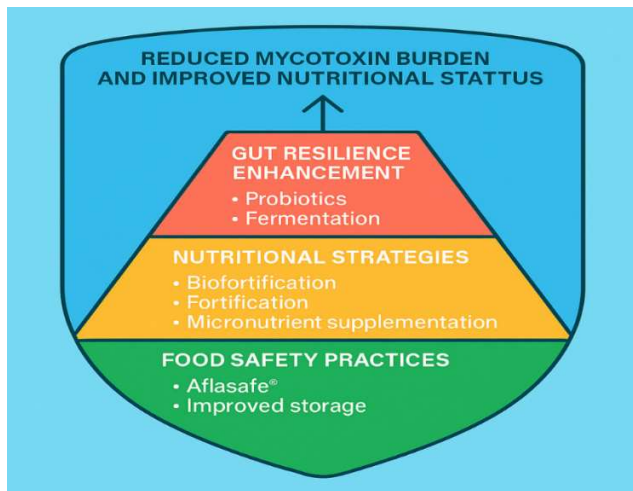 REDUCED MYCOTOXIN BURDEN
AND IMPROVED NUTRITIONAL STATTUS
GUT RESILIENCE
ENHANCEMENT
• Probiotics
• Fermentation
NUTRITIONAL STRATEGIES
• Biofortification
• Fortification
• Micronutrient supplementation
FOOD SAFETY PRACTICES
• Aflasafe®
• Improved storage